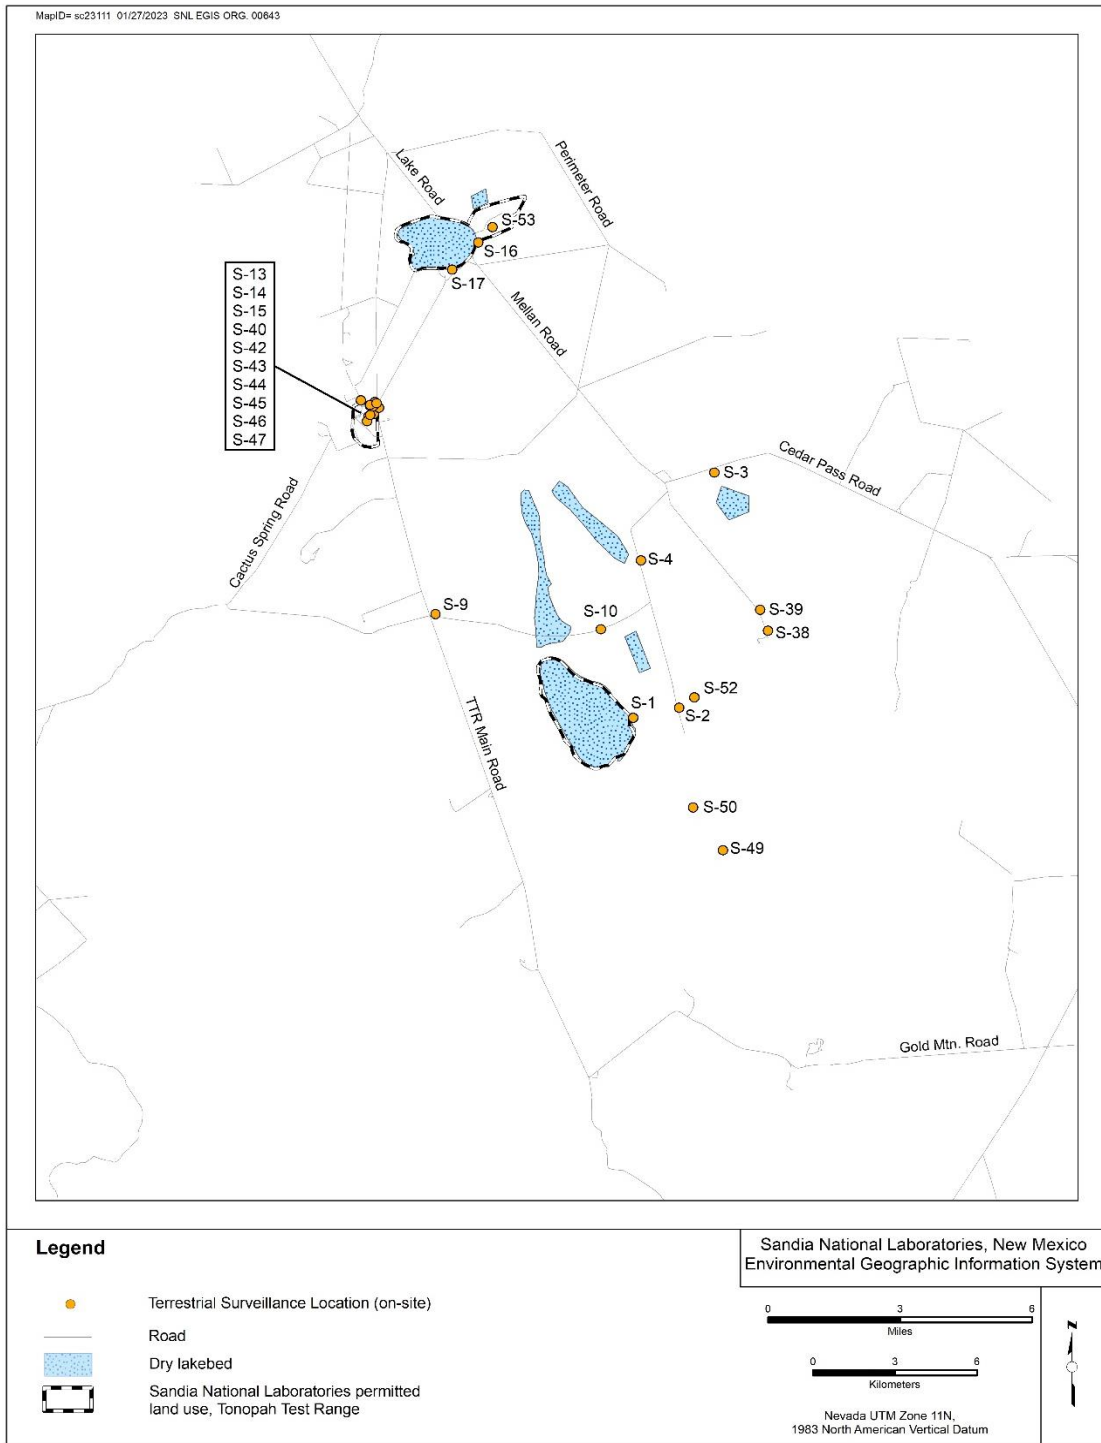 MapID= sc23111 01/27/2023 SNL EGIS ORG. 00643
Lake Road
Perimeter Road
S-53
S-16
S-17
S-13
S-14
S-15
S-40
S-42
S-43
S-44
S-45
S-46
S-47
Mellan Road
Cedar Pass Road
S-3
Cactus Spring Road
S-4
S-9
S-10
S-39
S-38
S-52
S-1
S-2
TTR Main Road
S-50
S-49
Gold Mtn. Road
Legend
Terrestrial Surveillance Location (on-site)
Road
Dry lakebed
Sandia National Laboratories permitted
land use, Tonopah Test Range
Sandia National Laboratories, New Mexico
Environmental Geographic Information System
0 3 6
Miles
0 3 6
Kilometers
Nevada UTM Zone 11N,
1983 North American Vertical Datum
N